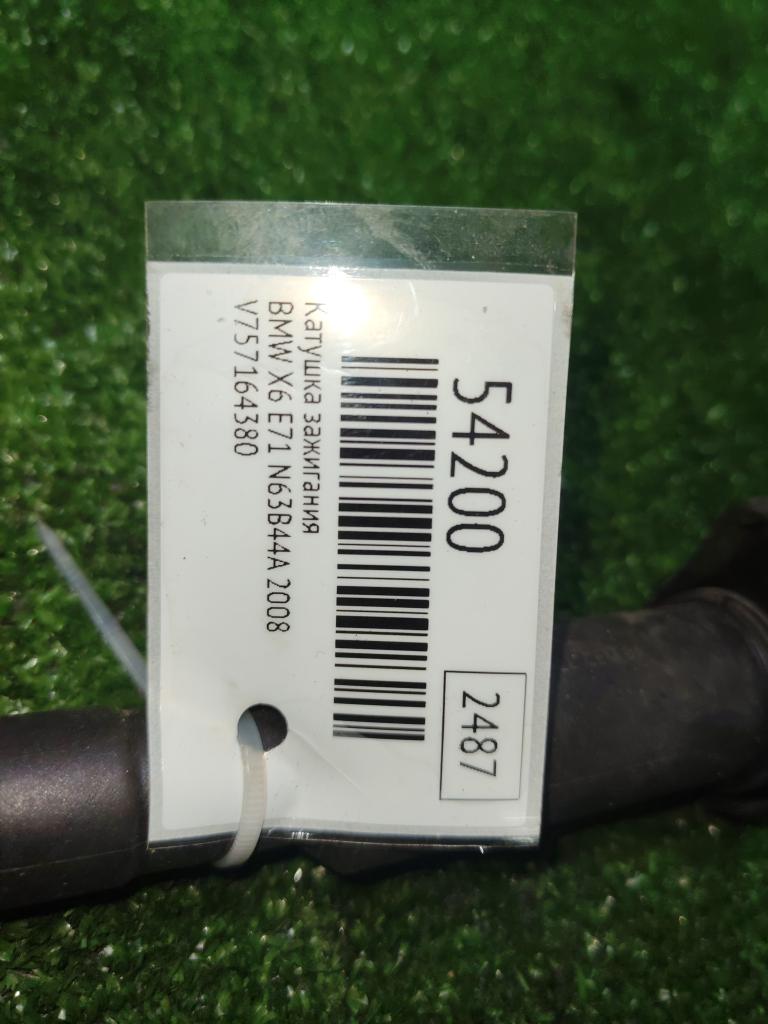 54200
2487
Катушка зажигания
BMW X6 E71 N63B44A 2008
V757164380